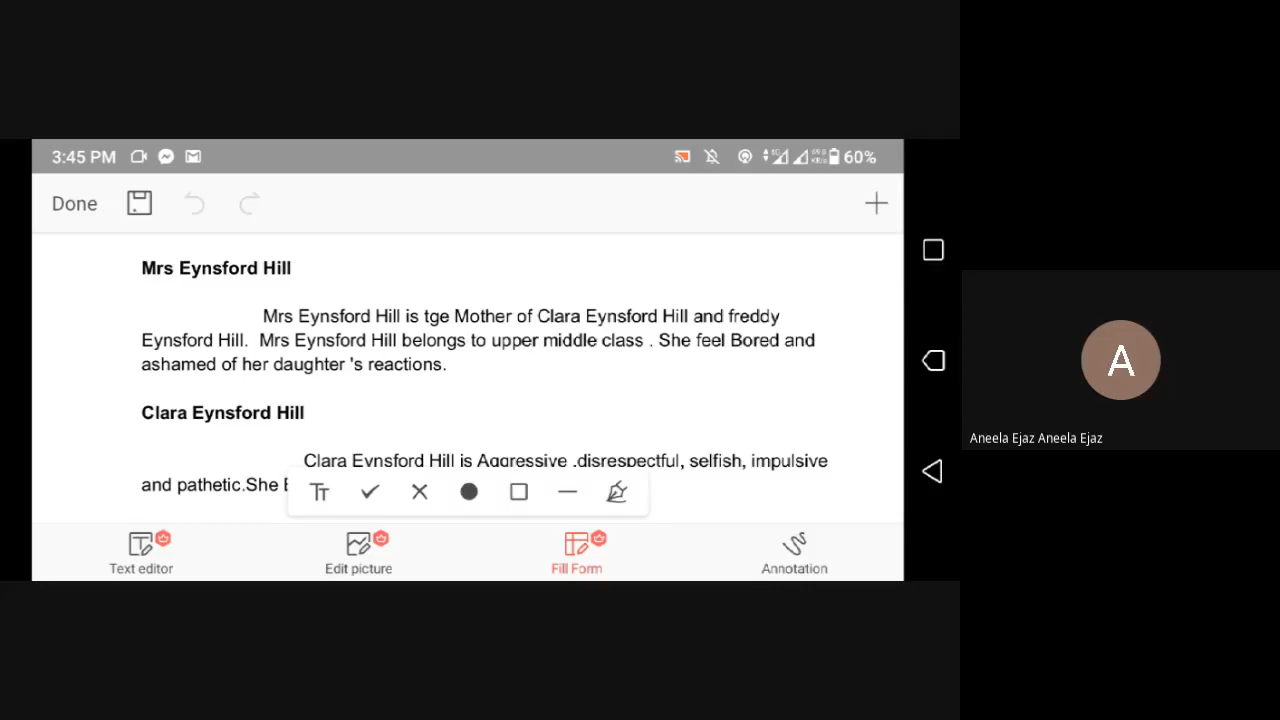 3:45 PM
60%
Done
Mrs Eynsford Hill
Mrs Eynsford Hill is tge Mother of Clara Eynsford Hill and freddy
Eynsford Hill. Mrs Eynsford Hill belongs to upper middle class . She feel Bored and
ashamed of her daughter 's reactions.
Clara Eynsford Hill
Clara Eynsford Hill is Aggressive .disrespectful, selfish, impulsive
and pathetic.She
Tr
Text editor
Edit picture
Fill Form
Annotation
A
Aneela Ejaz Aneela Ejaz